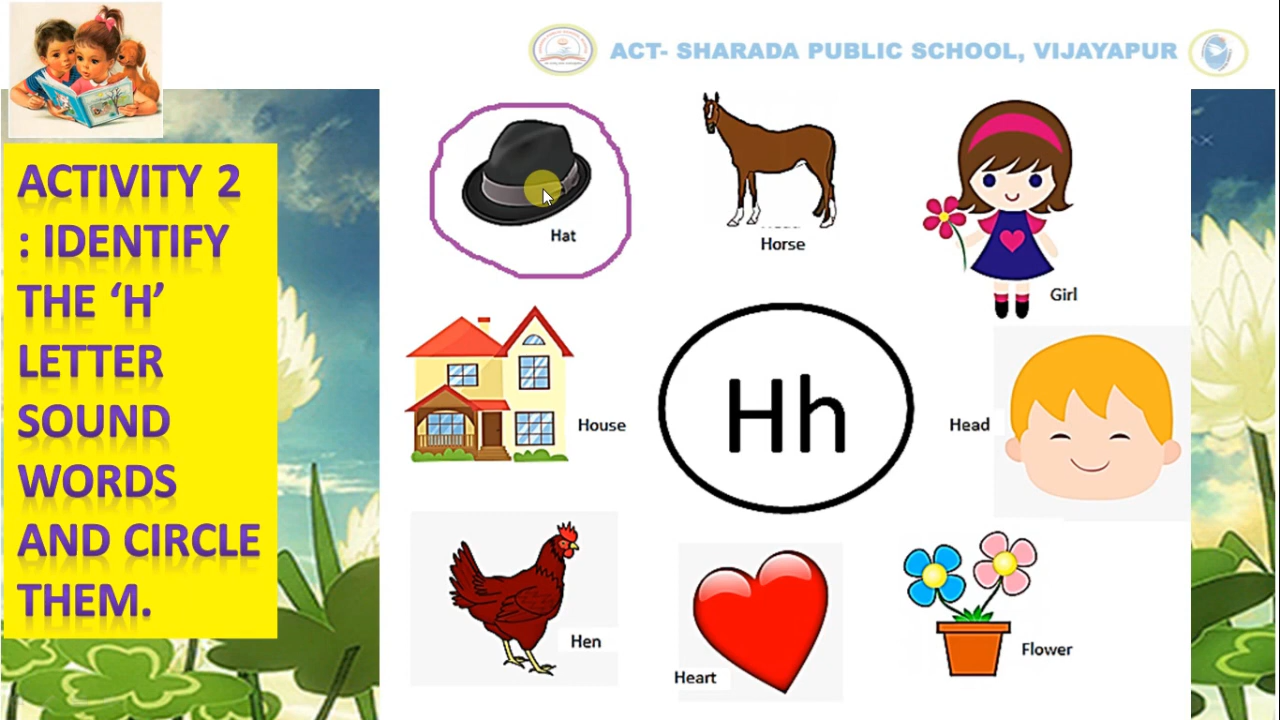 ACT- SHARADA PUBLIC SCHOOL, VIJAYAPUR
ACTIVITY 2
: IDENTIFY
THE ‘H’
LETTER
SOUND
WORDS
AND CIRCLE
THEM.
Hat
Horse
Girl
House
Hh
Head
Hen
Heart
Flower